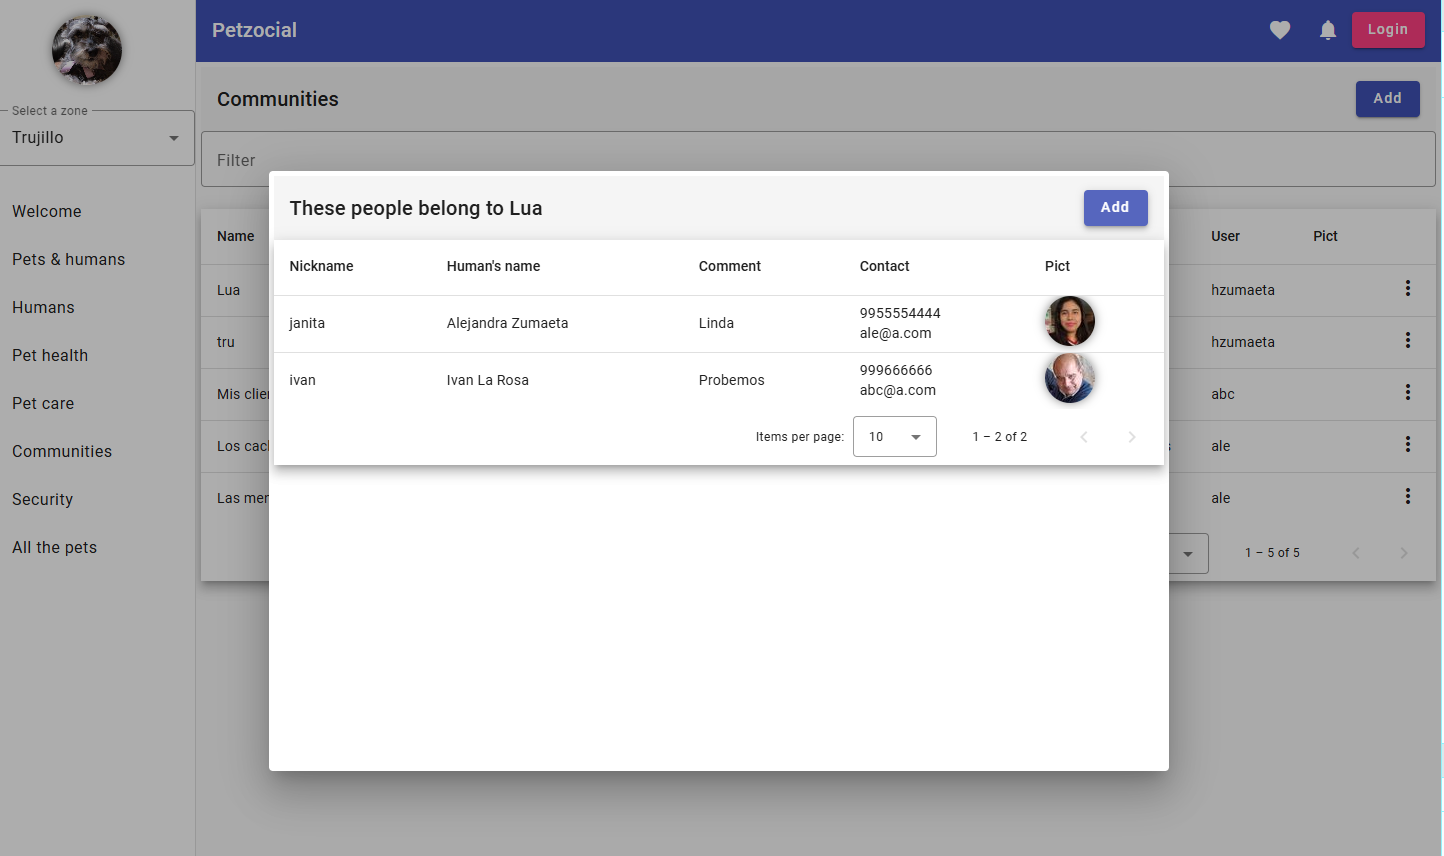 Petzocial
Login
Select a zone
Trujillo
Communities
Add
Filter
Welcome
Pets & humans
Humans
Pet health
Pet care
Communities
Security
All the pets
These people belong to Lua
Add
Nickname Human's name Comment Contact Pict
janita Alejandra Zumaeta Linda 9955554444
ale@a.com
ivan Ivan La Rosa Probemos 999666666
abc@a.com
Items per page: 10 1 – 2 of 2
Name User Pict
Lua hzumaeta
tru hzumaeta
Mis abc
Los ale
Las ale
1 – 5 of 5